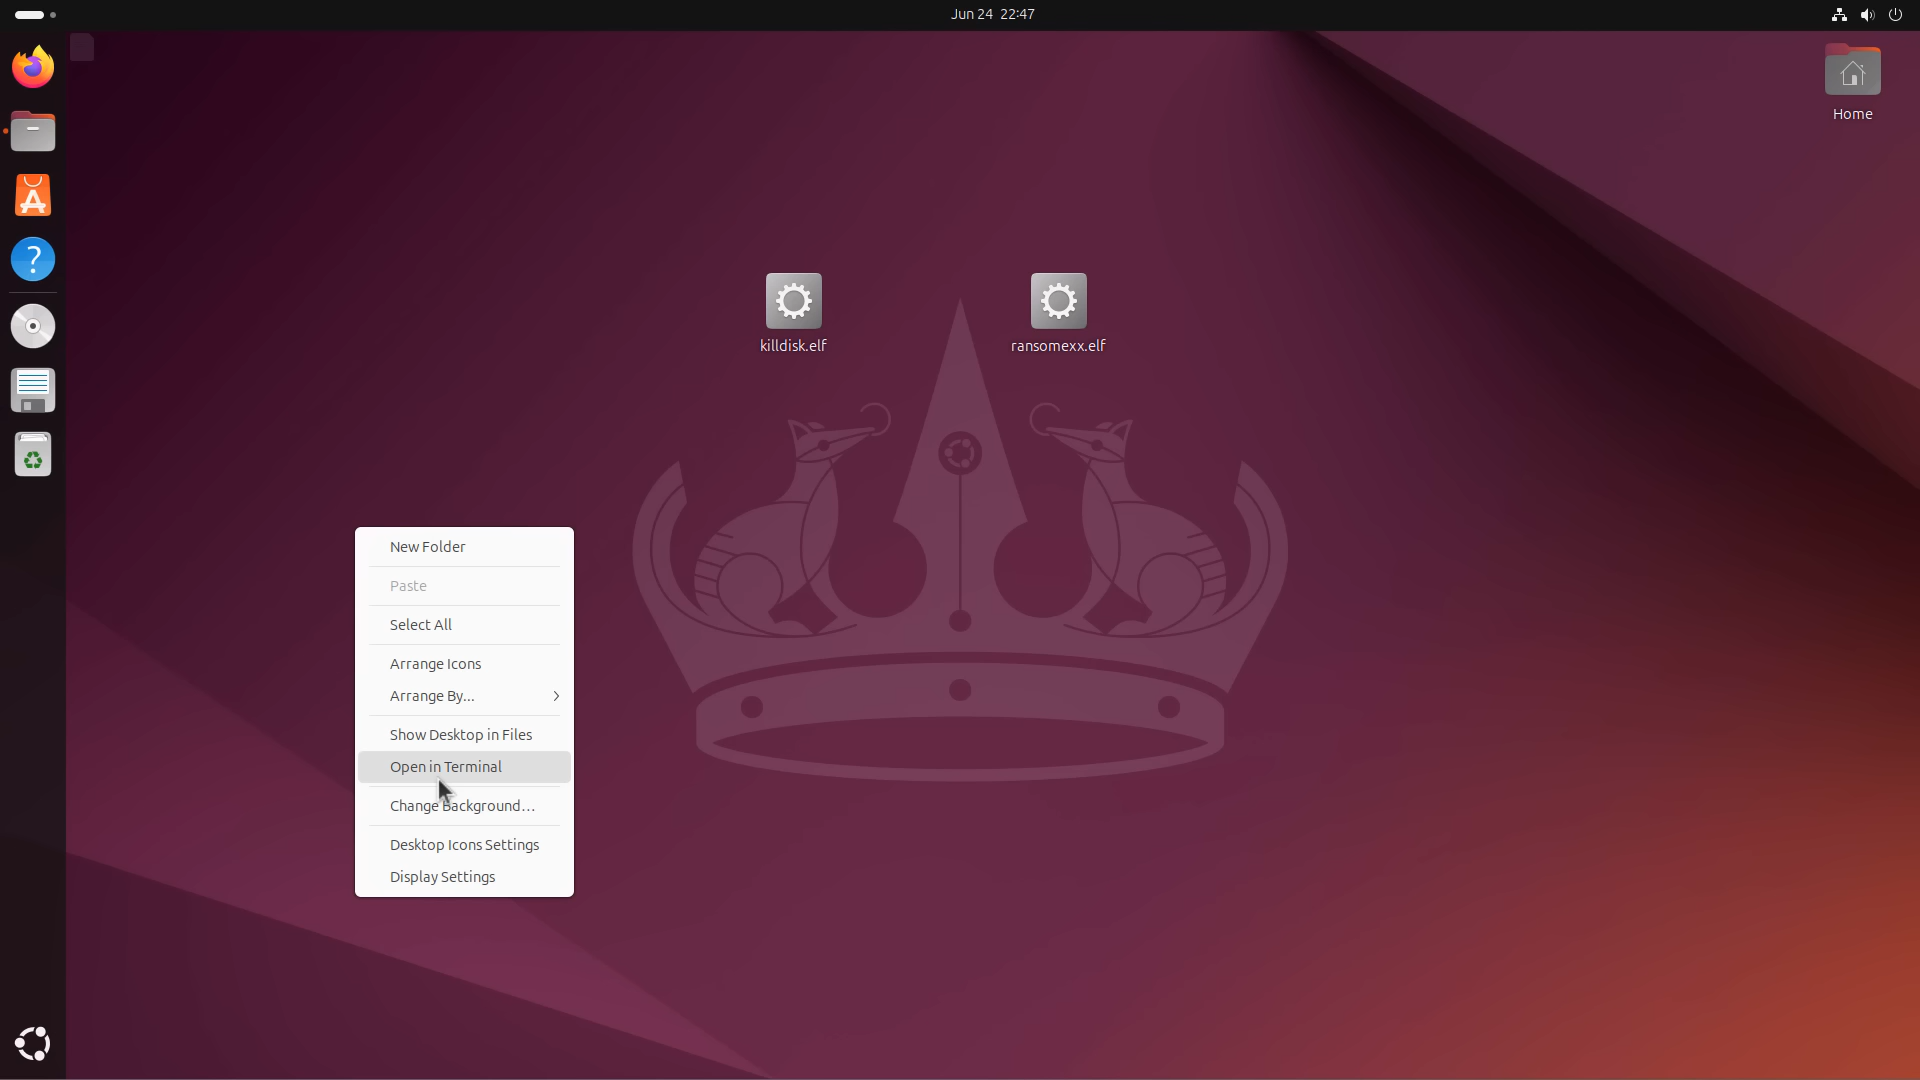 Jun 24 22:47
Home
killdisk.elf
ransomexx.elf
New Folder
Paste
Select All
Arrange Icons
Arrange By...
Show Desktop in Files
Open in Terminal
Change Background…
Desktop Icons Settings
Display Settings